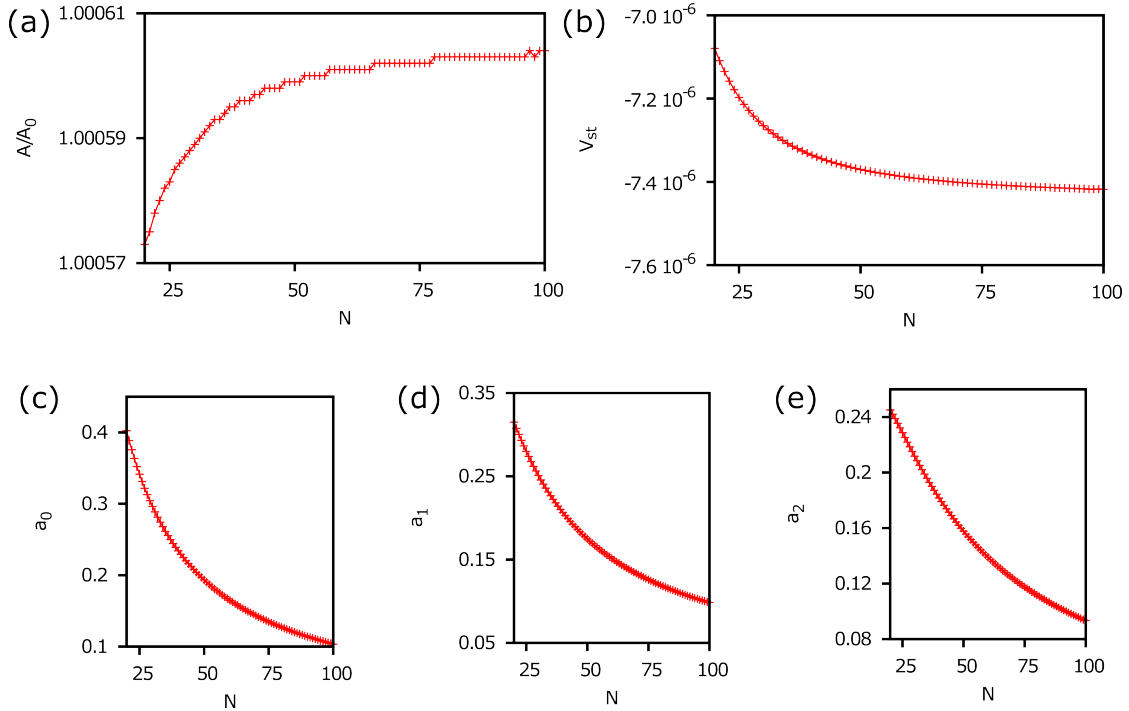 (a)
1.00061
1.00059
1.00057
A/A0
25
50
75
100
N
(b)
-7.0 10-6
-7.2 10-6
-7.4 10-6
-7.6 10-6
Vst
25
50
75
100
N
(c)
0.4
0.3
0.2
0.1
a0
25
50
75
100
N
(d)
0.35
0.25
0.15
0.05
a1
25
50
75
100
N
(e)
0.24
0.2
0.16
0.12
0.08
a2
25
50
75
100
N